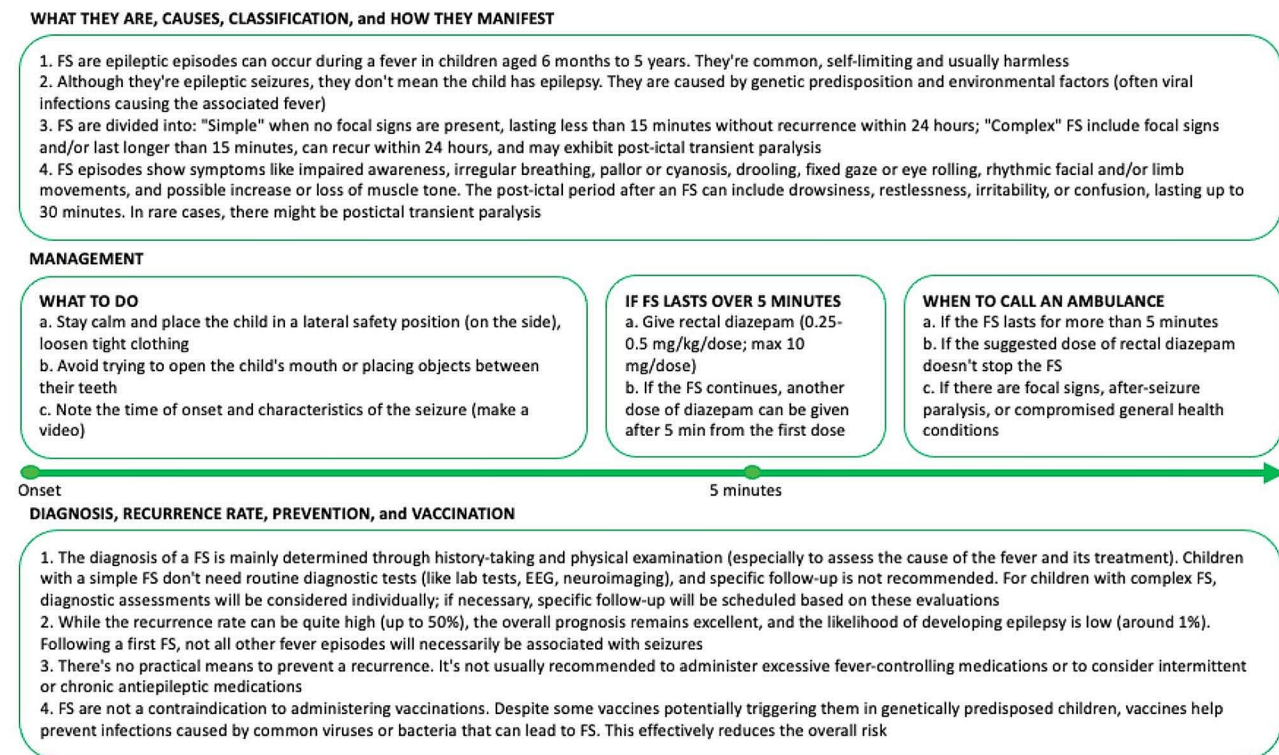 WHAT THEY ARE, CAUSES, CLASSIFICATION, and HOW THEY MANIFEST
1. FS are epileptic episodes can occur during a fever in children aged 6 months to 5 years. They're common, self-limiting and usually harmless
2. Although they're epileptic seizures, they don't mean the child has epilepsy. They are caused by genetic predisposition and environmental factors (often viral
infections causing the associated fever)
3. FS are divided into: "Simple" when no focal signs are present, lasting less than 15 minutes without recurrence within 24 hours; "Complex" FS include focal signs
and/or last longer than 15 minutes, can recur within 24 hours, and may exhibit post-ictal transient paralysis
4. FS episodes show symptoms like impaired awareness, irregular breathing, pallor or cyanosis, drooling, fixed gaze or eye rolling, rhythmic facial and/or limb
movements, and possible increase or loss of muscle tone. The post-ictal period after an FS can include drowsiness, restlessness, irritability, or confusion, lasting up to
30 minutes. In rare cases, there might be postictal transient paralysis
MANAGEMENT
WHAT TO DO
a. Stay calm and place the child in a lateral safety position (on the side),
loosen tight clothing
b. Avoid trying to open the child's mouth or placing objects between
their teeth
c. Note the time of onset and characteristics of the seizure (make a
video)
IF FS LASTS OVER 5 MINUTES
a. Give rectal diazepam (0.25-
0.5 mg/kg/dose; max 10
mg/dose)
b. If the FS continues, another
dose of diazepam can be given
after 5 min from the first dose
WHEN TO CALL AN AMBULANCE
a. If the FS lasts for more than 5 minutes
b. If the suggested dose of rectal diazepam
doesn't stop the FS
c. If there are focal signs, after-seizure
paralysis, or compromised general health
conditions
Onset
5 minutes
DIAGNOSIS, RECURRENCE RATE, PREVENTION, and VACCINATION
1. The diagnosis of a FS is mainly determined through history-taking and physical examination (especially to assess the cause of the fever and its treatment). Children
with a simple FS don't need routine diagnostic tests (like lab tests, EEG, neuroimaging), and specific follow-up is not recommended. For children with complex FS,
diagnostic assessments will be considered individually; if necessary, specific follow-up will be scheduled based on these evaluations
2. While the recurrence rate can be quite high (up to 50%), the overall prognosis remains excellent, and the likelihood of developing epilepsy is low (around 1%).
Following a first FS, not all other fever episodes will necessarily be associated with seizures
3. There's no practical means to prevent a recurrence. It's not usually recommended to administer excessive fever-controlling medications or to consider intermittent
or chronic antiepileptic medications
4. FS are not a contraindication to administering vaccinations. Despite some vaccines potentially triggering them in genetically predisposed children, vaccines help
prevent infections caused by common viruses or bacteria that can lead to FS. This effectively reduces the overall risk